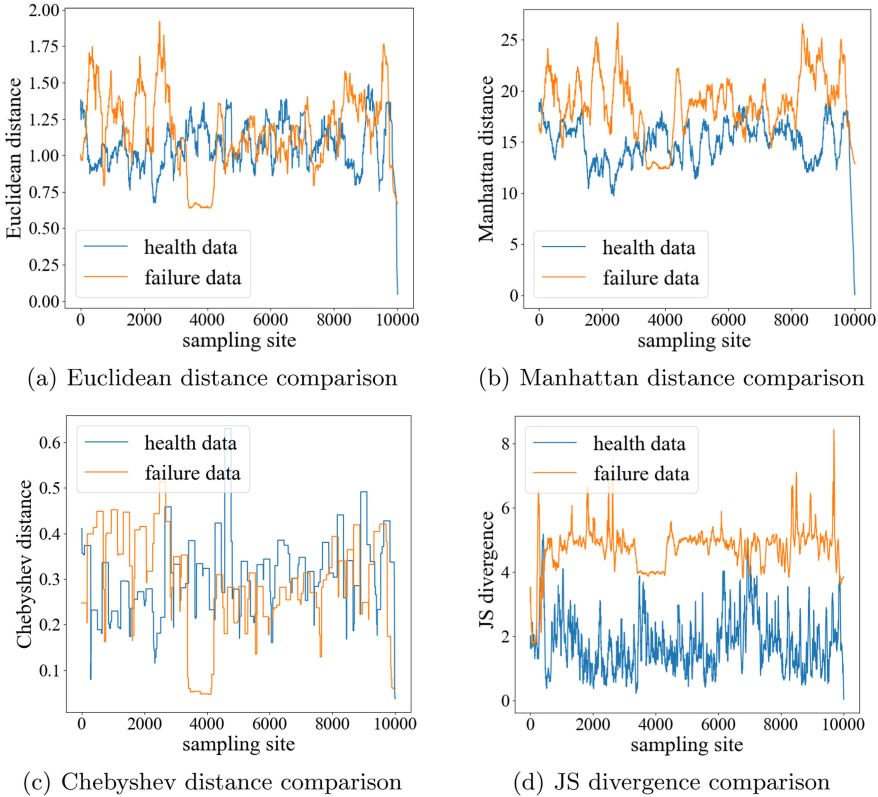 2.00
1.75
1.50
1.25
1.00
0.75
0.50
0.25
0.00
Euclidean distance
health data
failure data
0 2000 4000 6000 8000 10000
sampling site
(a) Euclidean distance comparison
25
20
15
10
5
0
Manhattan distance
health data
failure data
0 2000 4000 6000 8000 10000
sampling site
(b) Manhattan distance comparison
0.6
0.5
0.4
0.3
0.2
0.1
Chebyshev distance
health data
failure data
0 2000 4000 6000 8000 10000
sampling site
(c) Chebyshev distance comparison
8
6
4
2
0
JS divergence
health data
failure data
0 2000 4000 6000 8000 10000
sampling site
(d) JS divergence comparison